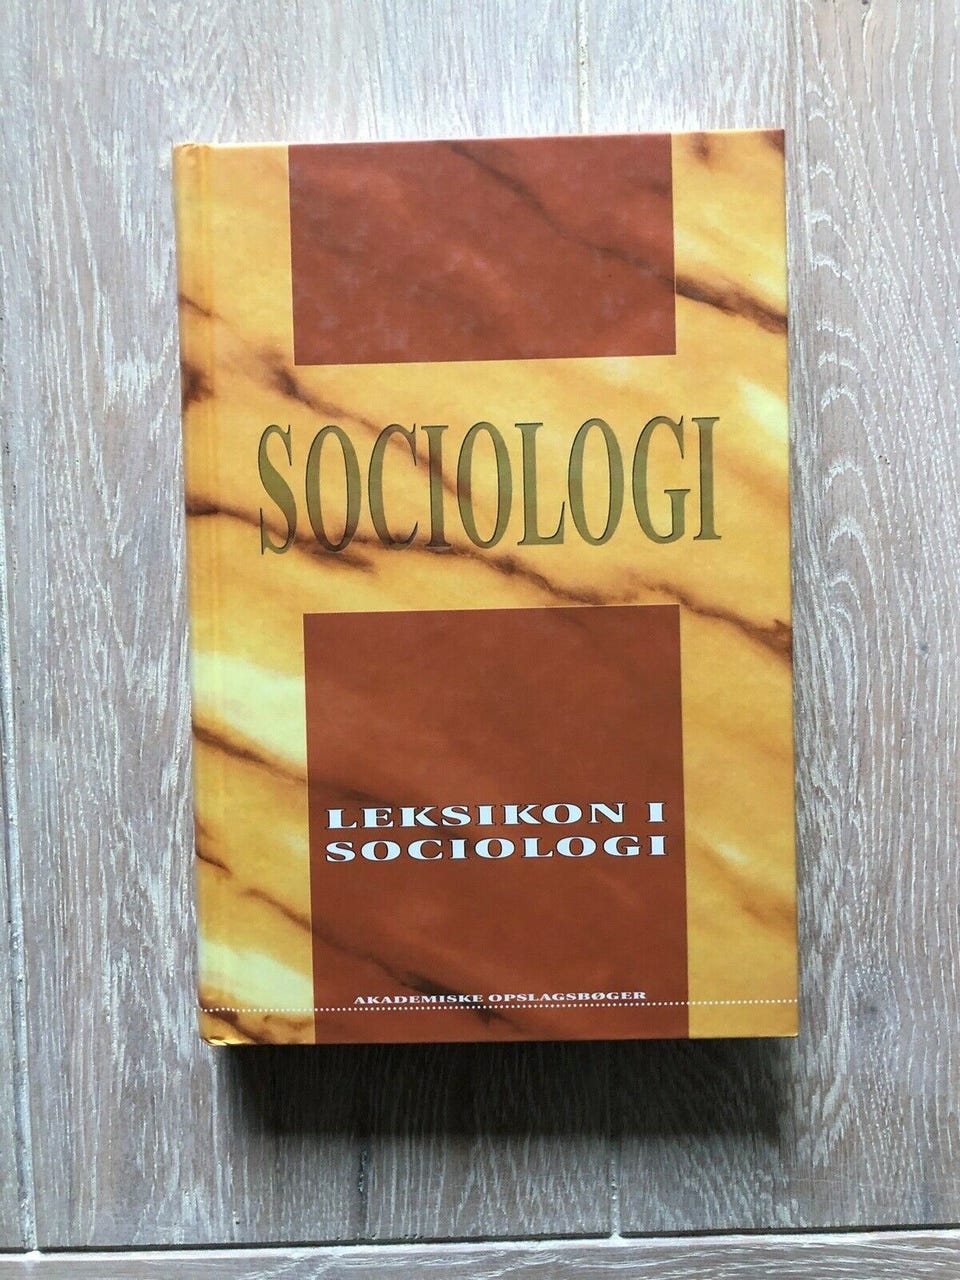 SOCIOLOGI
LEKSIKON I
SOCIOLOGI
AKADEMISKE OPSLAGSBØGER